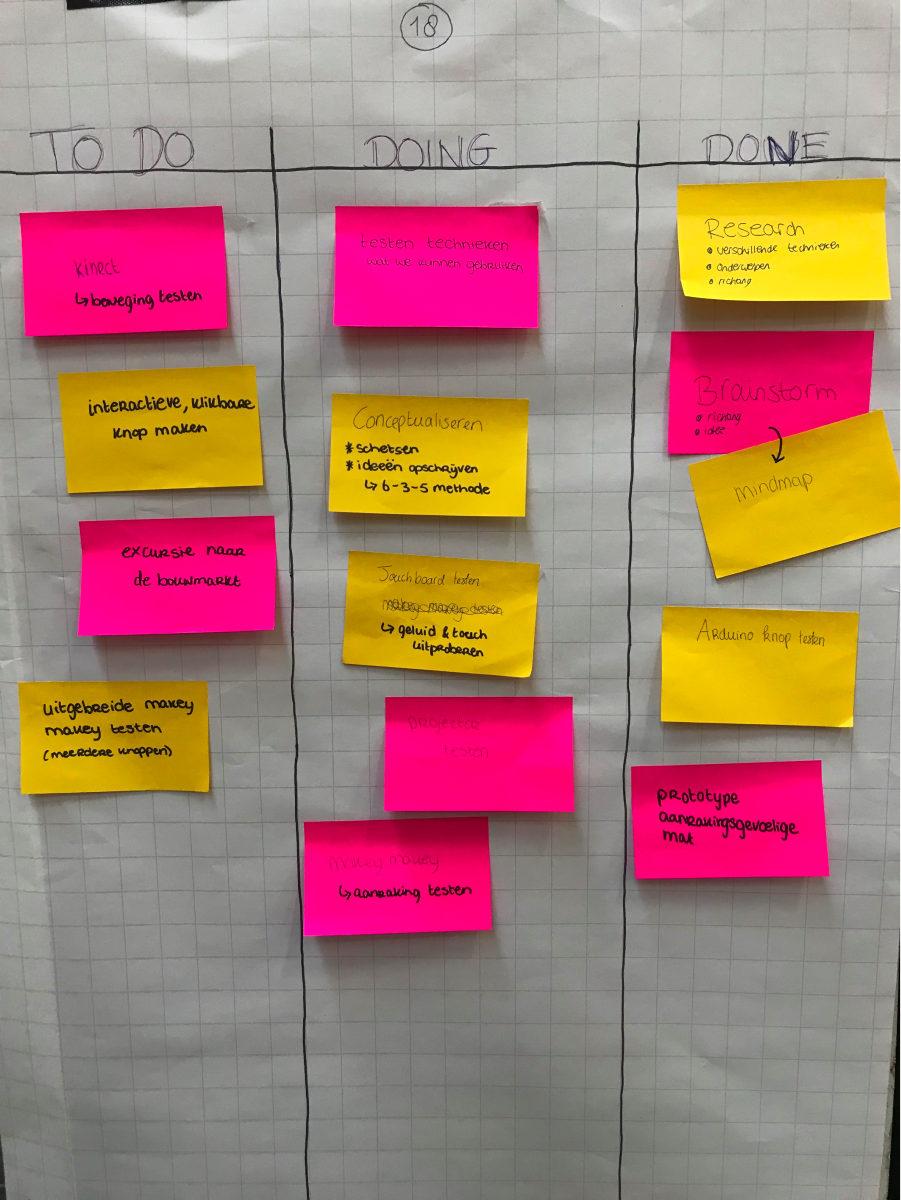 18
TO DO
kinect
↳ beweging testen
interactieve, klikbare
knop maken
excursie naar
de bouwmarkt
uitgebreide makey
makey testen
(meerdere knoppen)
DOING
testen technieken
wat we kunnen gebruiken
Conceptualiseren
* schetsen
* ideeën opschrijven
↳ 6-3-5 methode
Touchboard testen
makey makey testen
↳ geluid & touch
uitproberen
projector
testen
makey makey
↳ aanraking testen
DONE
Research
• verschillende technieken
• onderwerpen
• richting
Brainstorm
• richting
• idee
mindmap
Arduino knop testen
prototype
aanrakingsgevoelige
mat